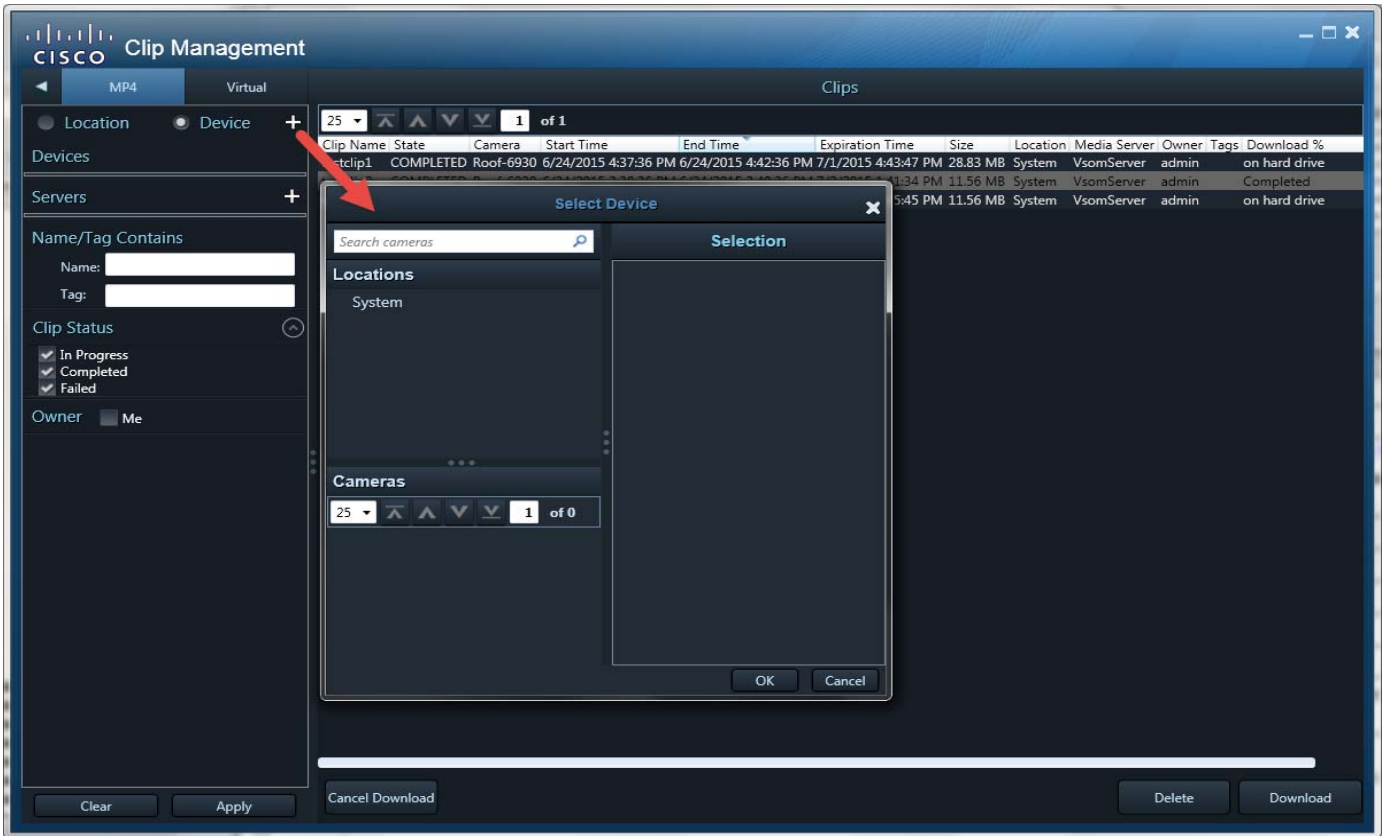 CISCO Clip Management
MP4 Virtual Clips
Location Device + 25 1 of 1
Clip Name State Camera Start Time End Time Expiration Time Size Location Media Server Owner Tags Download %
COMPLETED Roof-6930 6/24/2015 4:37:36 PM 6/24/2015 4:42:36 PM 7/1/2015 4:43:47 PM 28.83 MB System VsomServer admin on hard drive
PM 11.56 MB System VsomServer admin Completed
5:45 PM 11.56 MB System VsomServer admin on hard drive
Devices
Servers +
Name/Tag Contains
Name:
Tag:
Clip Status
In Progress
Completed
Failed
Owner Me
Select Device
Search cameras
Selection
Locations
System
Cameras
25 1 of 0
OK Cancel
Clear Apply
Cancel Download Delete Download